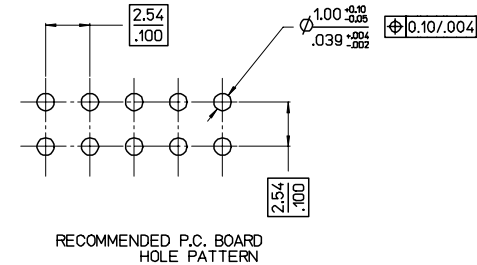 2.54
.100
⌀1.00 +0.10 -0.05
.039 +.004 -.002
⌖ 0.10/.004
2.54
.100
RECOMMENDED P.C. BOARD
HOLE PATTERN